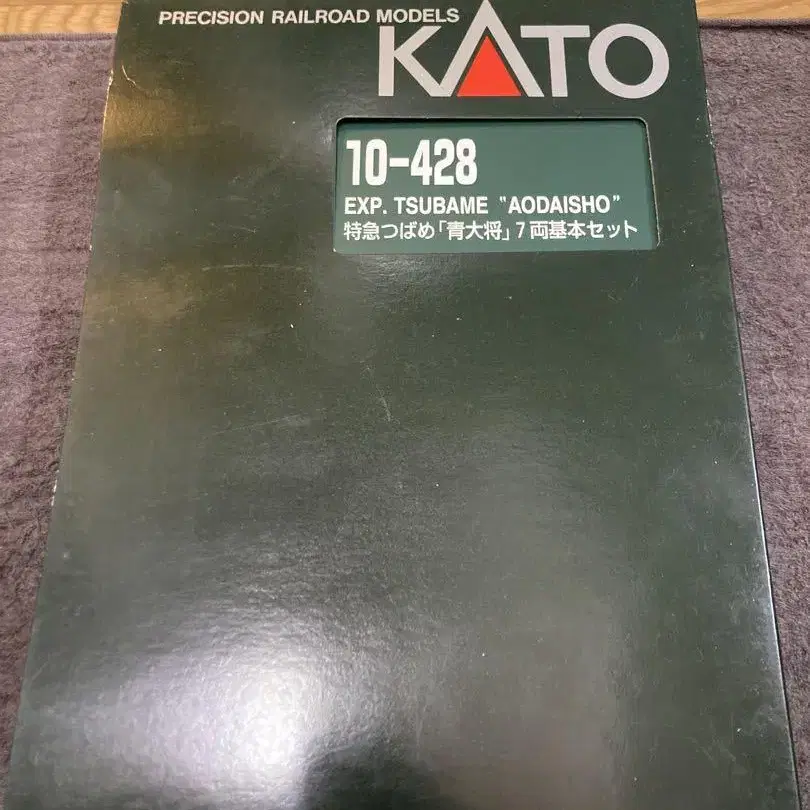 PRECISION RAILROAD MODELS
KATO
10-428
EXP. TSUBAME "AODAISHO"
特急つばめ「青大将」7両基本セット